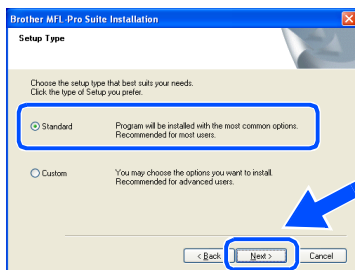 Brother MFL-Pro Suite Installation
Setup Type
Choose the setup type that best suits your needs.
Click the type of Setup you prefer.
Standard
Program will be installed with the most common options.
Recommended for most users.
Custom
You may choose the options you want to install.
Recommended for advanced users.
< Back
Next >
Cancel